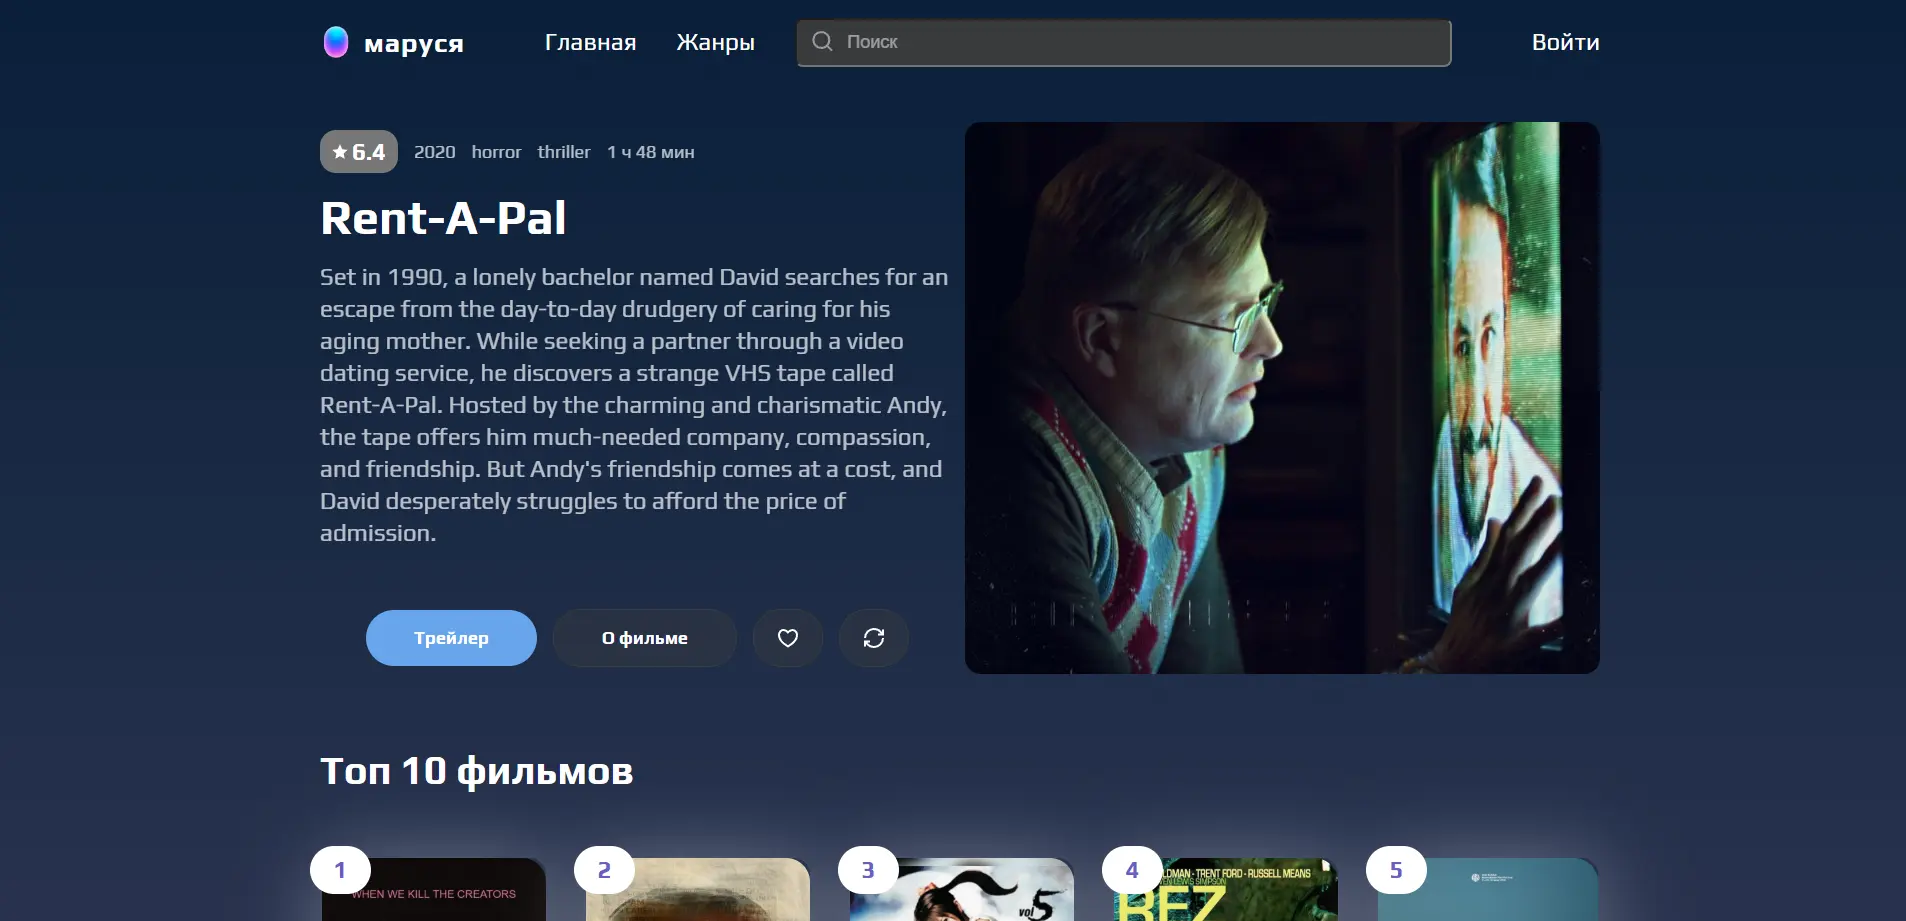 маруся
Главная
Жанры
Поиск
Войти
6.4
2020 horror thriller 1 ч 48 мин
Rent-A-Pal
Set in 1990, a lonely bachelor named David searches for an
escape from the day-to-day drudgery of caring for his
aging mother. While seeking a partner through a video
dating service, he discovers a strange VHS tape called
Rent-A-Pal. Hosted by the charming and charismatic Andy,
the tape offers him much-needed company, compassion,
and friendship. But Andy's friendship comes at a cost, and
David desperately struggles to afford the price of
admission.
Трейлер
О фильме
Топ 10 фильмов
1
WHEN WE KILL THE CREATORS
2
3
vol 5
4
LDMAN - TRENT FORD - RUSSELL MEANS
LEWIS SIMPSON
REZ
5